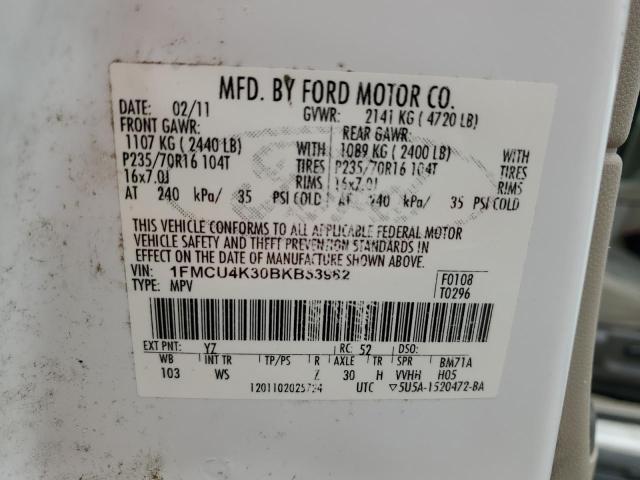 MFD. BY FORD MOTOR CO.
DATE: 02/11 GVWR: 2141 KG ( 4720 LB)
FRONT GAWR: REAR GAWR:
1107 KG ( 2440 LB) WITH 1089 KG ( 2400 LB) WITH
P235/70R16 104T TIRES P235/70R16 104T TIRES
16x7.0J RIMS 16x7.0J RIMS
AT 240 kPa/ 35 PSI COLD AT 240 kPa/ 35 PSI COLD
THIS VEHICLE CONFORMS TO ALL APPLICABLE FEDERAL MOTOR
VEHICLE SAFETY AND THEFT PREVENTION STANDARDS IN
EFFECT ON THE DATE OF MANUFACTURE SHOWN ABOVE.
VIN: 1FMCU4K30BKB53962 F0108
TYPE: MPV T0296
EXT PNT: YZ RC: 52 DSO:
WB INT TR TP/PS R AXLE TR SPR BM71A
103 WS Z 30 H VVHH H05
UTC ▽5U5A-1520472-BA